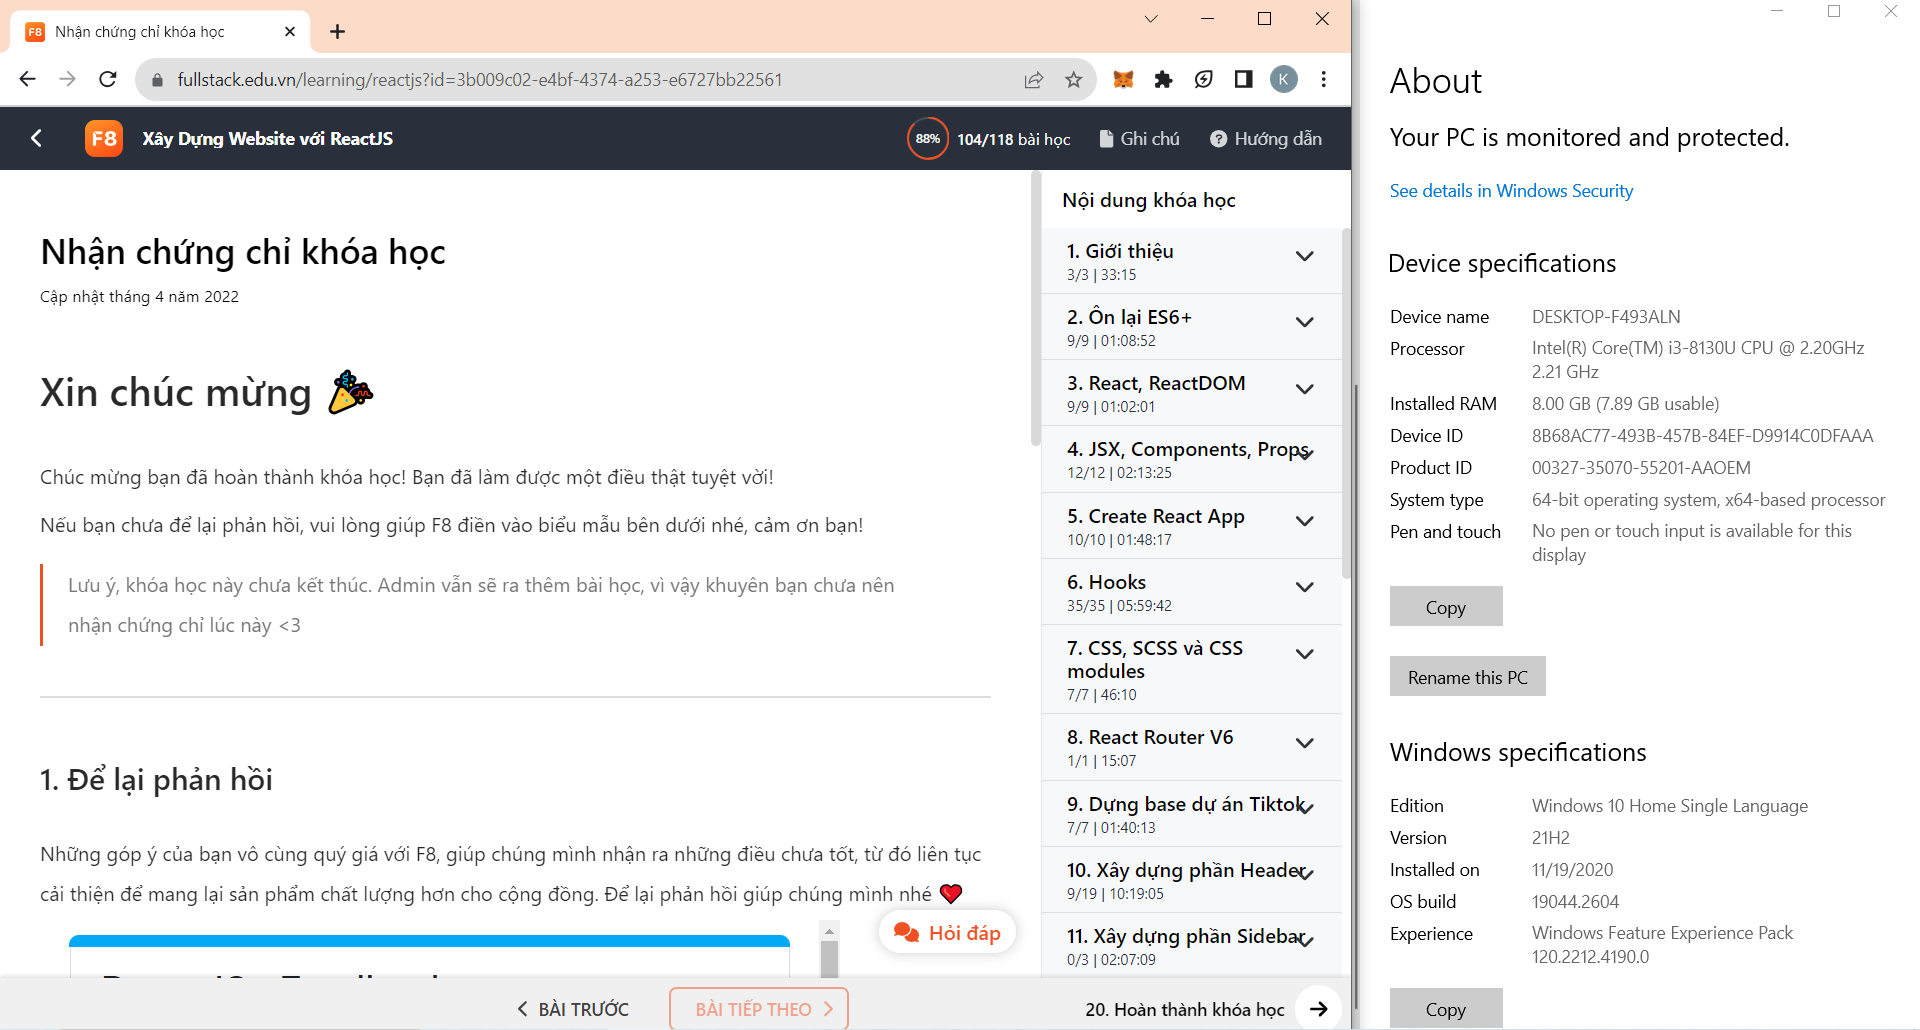 F8 Nhận chứng chỉ khóa học
fullstack.edu.vn/learning/reactjs?id=3b009c02-e4bf-4374-a253-e6727bb22561
K
F8 Xây Dựng Website với ReactJS
88% 104/118 bài học
Ghi chú
Hướng dẫn
Nhận chứng chỉ khóa học
Cập nhật tháng 4 năm 2022
Xin chúc mừng
Chúc mừng bạn đã hoàn thành khóa học! Bạn đã làm được một điều thật tuyệt vời!
Nếu bạn chưa để lại phản hồi, vui lòng giúp F8 điền vào biểu mẫu bên dưới nhé, cảm ơn bạn!
Lưu ý, khóa học này chưa kết thúc. Admin vẫn sẽ ra thêm bài học, vì vậy khuyên bạn chưa nên
nhận chứng chỉ lúc này <3
1. Để lại phản hồi
Những góp ý của bạn vô cùng quý giá với F8, giúp chúng mình nhận ra những điều chưa tốt, từ đó liên tục
cải thiện để mang lại sản phẩm chất lượng hơn cho cộng đồng. Để lại phản hồi giúp chúng mình nhé
Hỏi đáp
Nội dung khóa học
1. Giới thiệu
3/3 | 33:15
2. Ôn lại ES6+
9/9 | 01:08:52
3. React, ReactDOM
9/9 | 01:02:01
4. JSX, Components, Props
12/12 | 02:13:25
5. Create React App
10/10 | 01:48:17
6. Hooks
35/35 | 05:59:42
7. CSS, SCSS và CSS
modules
7/7 | 46:10
8. React Router V6
1/1 | 15:07
9. Dựng base dự án Tiktok
7/7 | 01:40:13
10. Xây dựng phần Header
9/19 | 10:19:05
11. Xây dựng phần Sidebar
0/3 | 02:07:09
BÀI TRƯỚC
BÀI TIẾP THEO
20. Hoàn thành khóa học
About
Your PC is monitored and protected.
See details in Windows Security
Device specifications
Device name DESKTOP-F493ALN
Processor Intel(R) Core(TM) i3-8130U CPU @ 2.20GHz
2.21 GHz
Installed RAM 8.00 GB (7.89 GB usable)
Device ID 8B68AC77-493B-457B-84EF-D9914C0DFAAA
Product ID 00327-35070-55201-AAOEM
System type 64-bit operating system, x64-based processor
Pen and touch No pen or touch input is available for this
display
Copy
Rename this PC
Windows specifications
Edition Windows 10 Home Single Language
Version 21H2
Installed on 11/19/2020
OS build 19044.2604
Experience Windows Feature Experience Pack
120.2212.4190.0
Copy